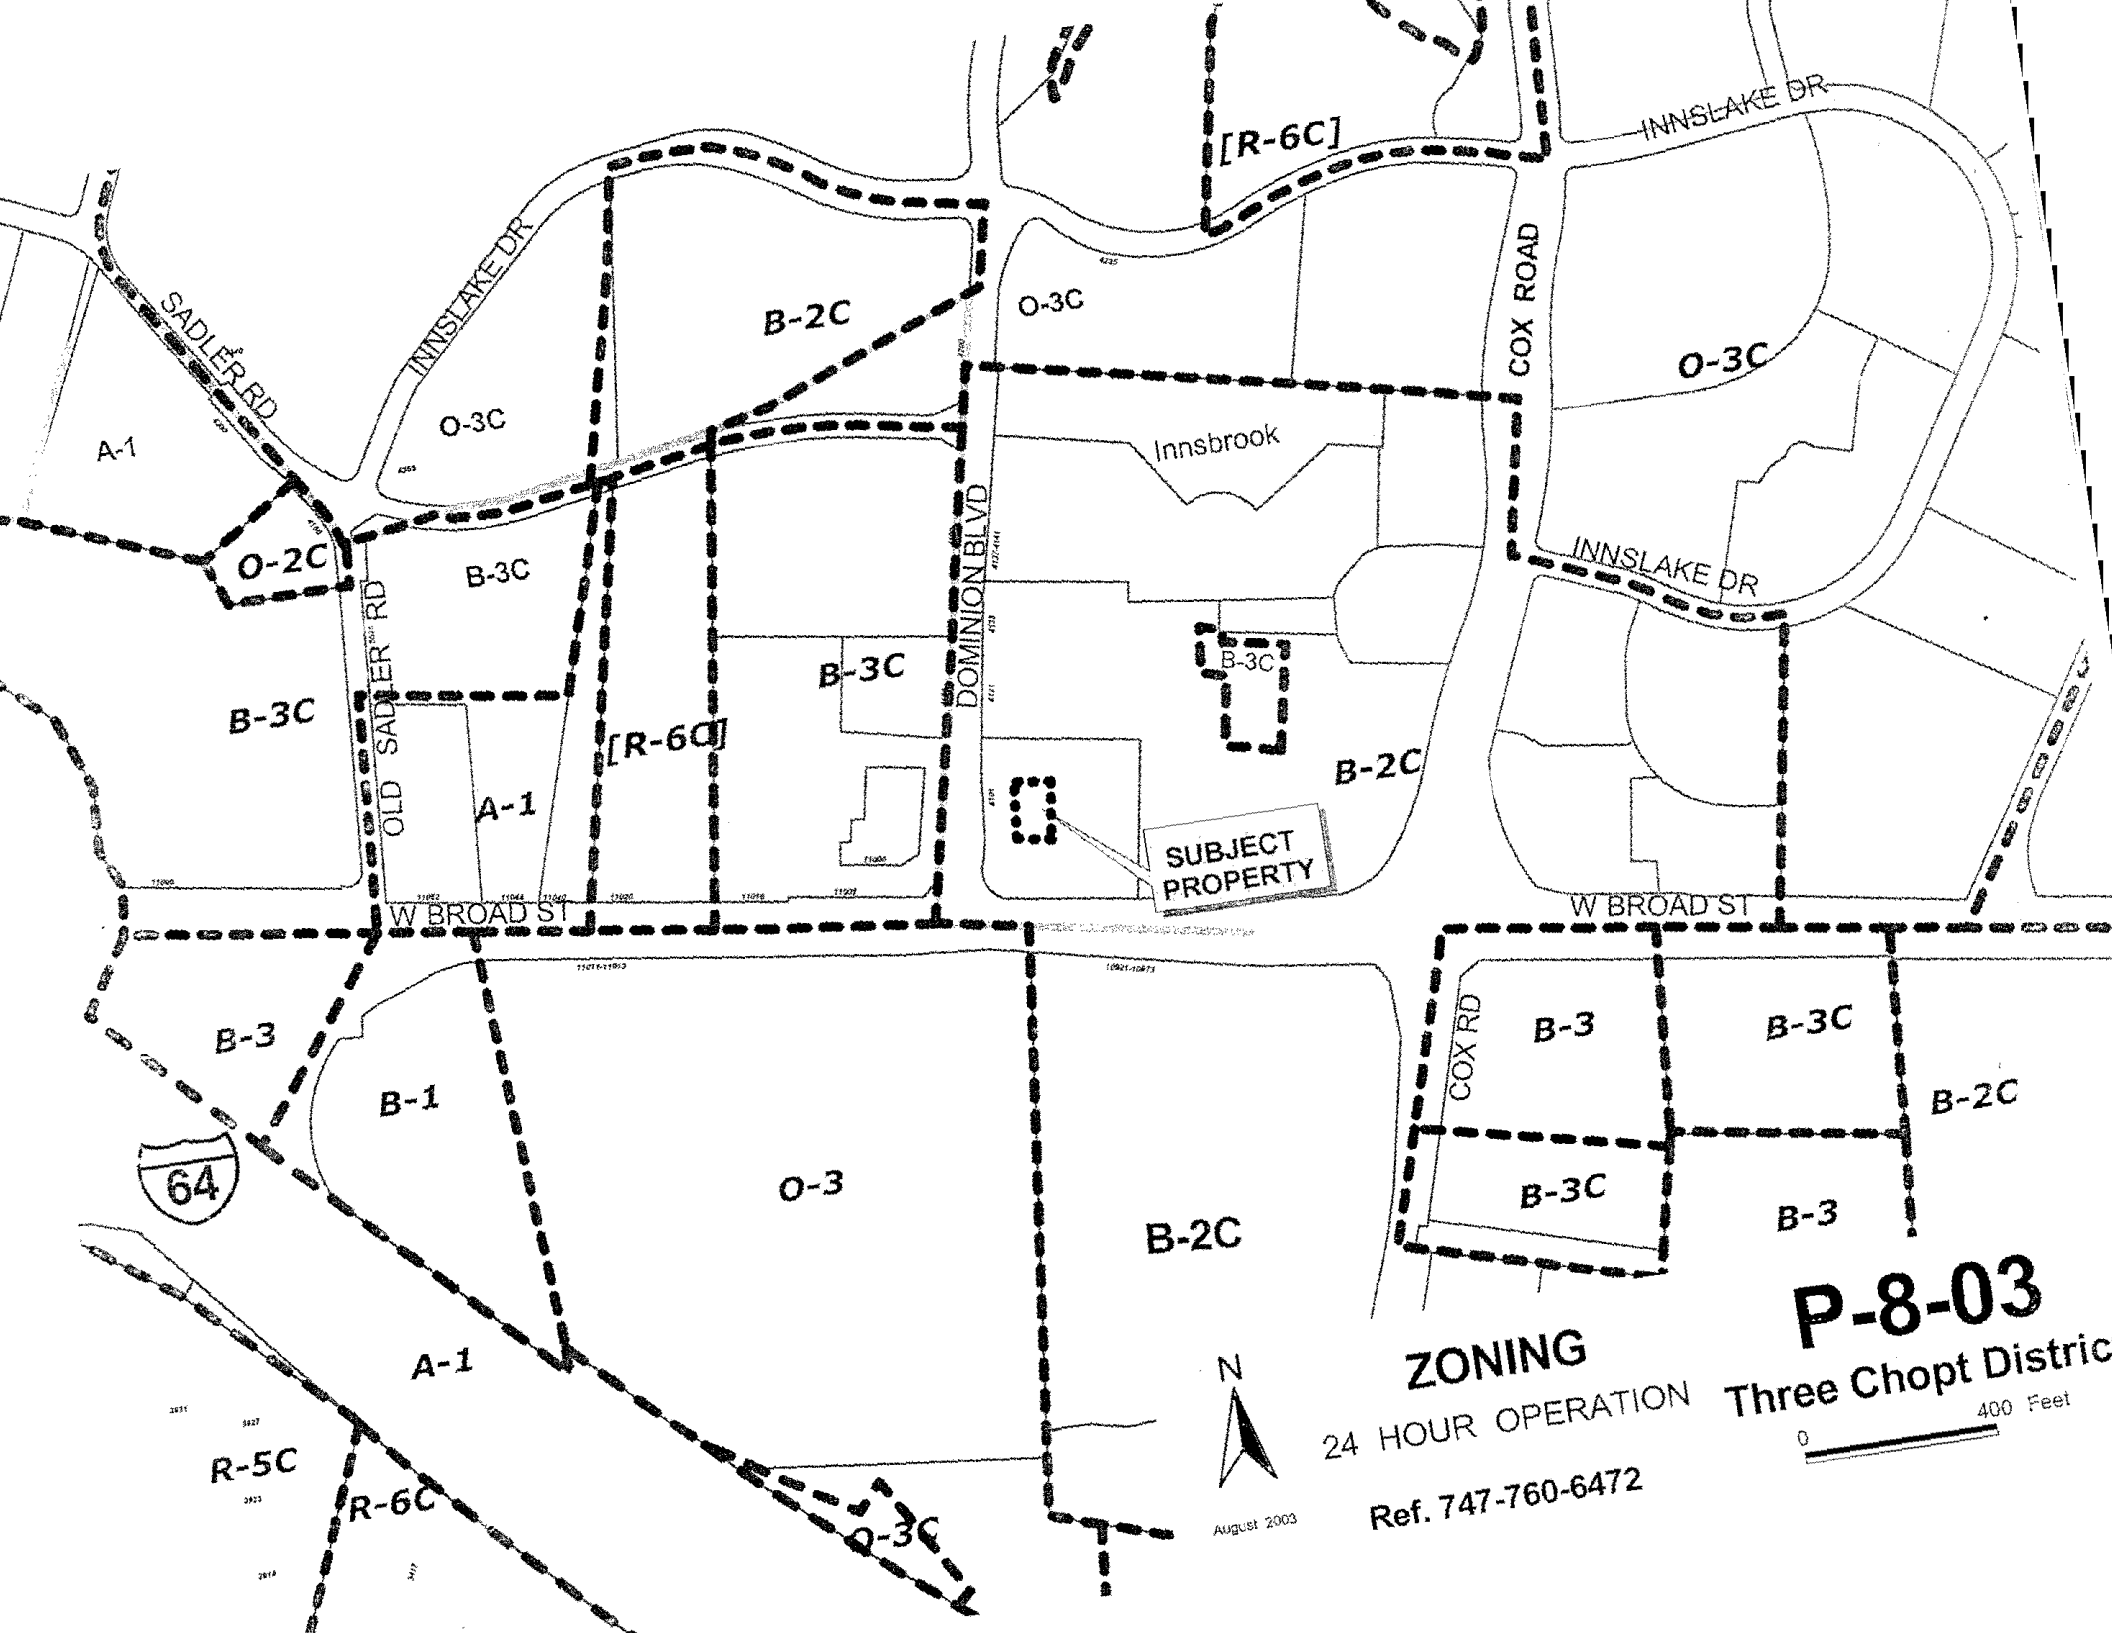 [R-6C]
INNSLAKE DR
SADLER RD
INNSLAKE DR
B-2C
4235
O-3C
COX ROAD
O-3C
A-1
O-3C
Innsbrook
O-2C
B-3C
DOMINION BLVD
INNSLAKE DR
B-3C
OLD SADLER RD
[R-6C]
B-3C
B-3C
B-2C
A-1
SUBJECT
PROPERTY
W BROAD ST
W BROAD ST
B-3
B-1
COX RD
B-3
B-3C
B-2C
64
O-3
B-2C
B-3C
B-3
A-1
R-5C
R-6C
O-3C
N
August 2003
ZONING
24 HOUR OPERATION
Ref. 747-760-6472
P-8-03
Three Chopt Distric
0
400 Feet